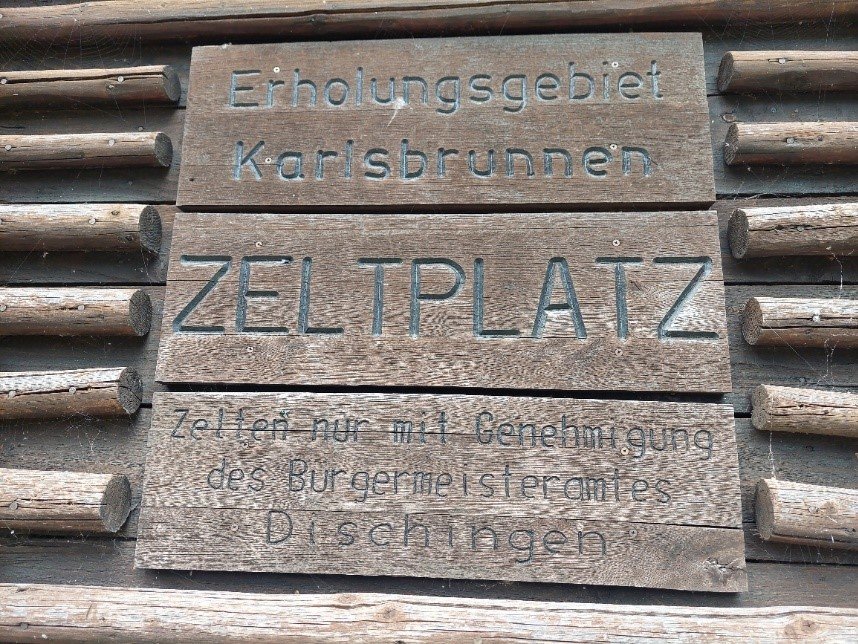 Erholungsgebiet
Karlsbrunnen
ZELTPLATZ
Zelten nur mit Genehmigung
des Bürgermeisteramtes
Dischingen